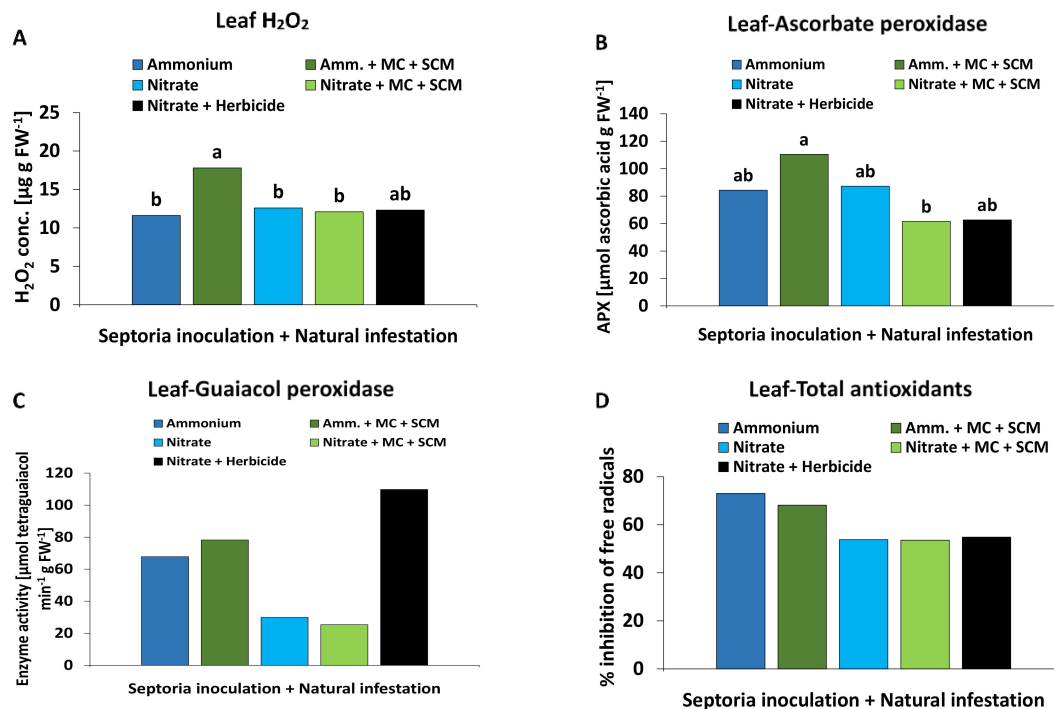 A
Leaf H₂O₂
Ammonium
Amm. + MC + SCM
Nitrate
Nitrate + MC + SCM
Nitrate + Herbicide
H₂O₂ conc. [µg g FW⁻¹]
25
20
15
10
5
0
b
a
b
b
ab
Septoria inoculation + Natural infestation
B
Leaf-Ascorbate peroxidase
Ammonium
Amm. + MC + SCM
Nitrate
Nitrate + MC + SCM
Nitrate + Herbicide
APX [µmol ascorbic acid g FW⁻¹]
140
120
100
80
60
40
20
0
ab
a
ab
b
ab
Septoria inoculation + Natural infestation
C
Leaf-Guaiacol peroxidase
Ammonium
Amm. + MC + SCM
Nitrate
Nitrate + MC + SCM
Nitrate + Herbicide
Enzyme activity [µmol tetraguaiacol
min⁻¹ g FW⁻¹]
120
100
80
60
40
20
0
Septoria inoculation + Natural infestation
D
Leaf-Total antioxidants
Ammonium
Amm. + MC + SCM
Nitrate
Nitrate + MC + SCM
Nitrate + Herbicide
% inhibition of free radicals
80
60
40
20
0
Septoria inoculation + Natural infestation